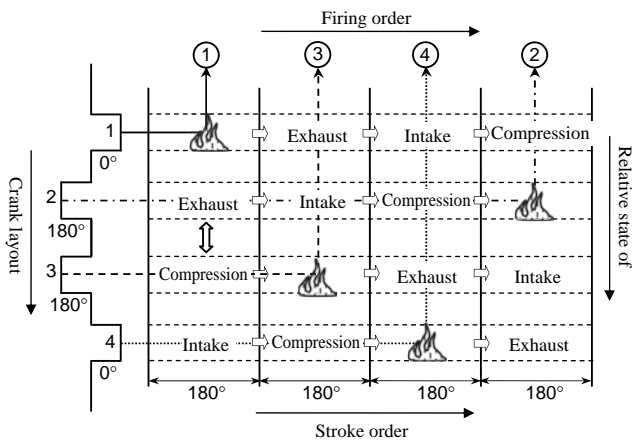 Firing order
1 3 4 2
1 Exhaust Intake Compression
0°
2 Exhaust Intake Compression
180°
3 Compression Exhaust Intake
180°
4 Intake Compression Exhaust
0°
180° 180° 180° 180°
Stroke order
Crank layout
Relative state of